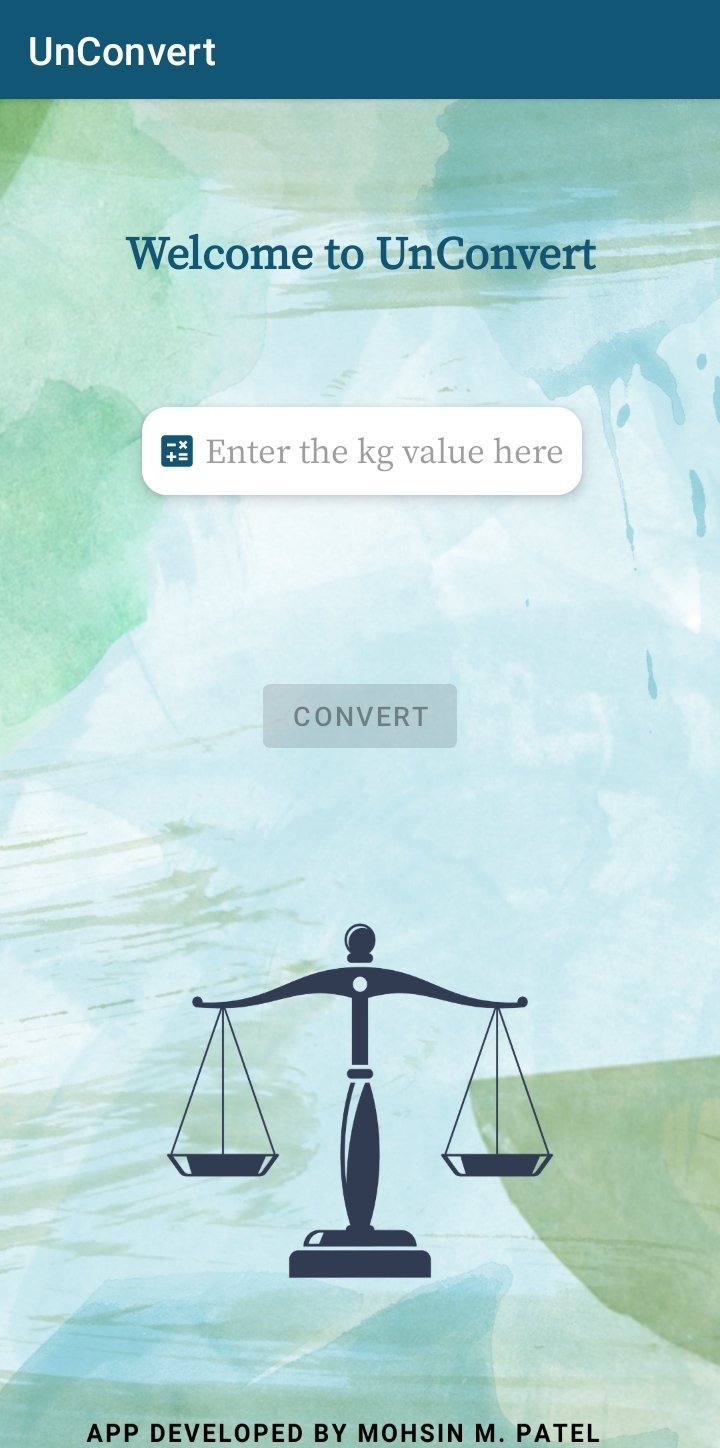 UnConvert
Welcome to UnConvert
Enter the kg value here
CONVERT
APP DEVELOPED BY MOHSIN M. PATEL